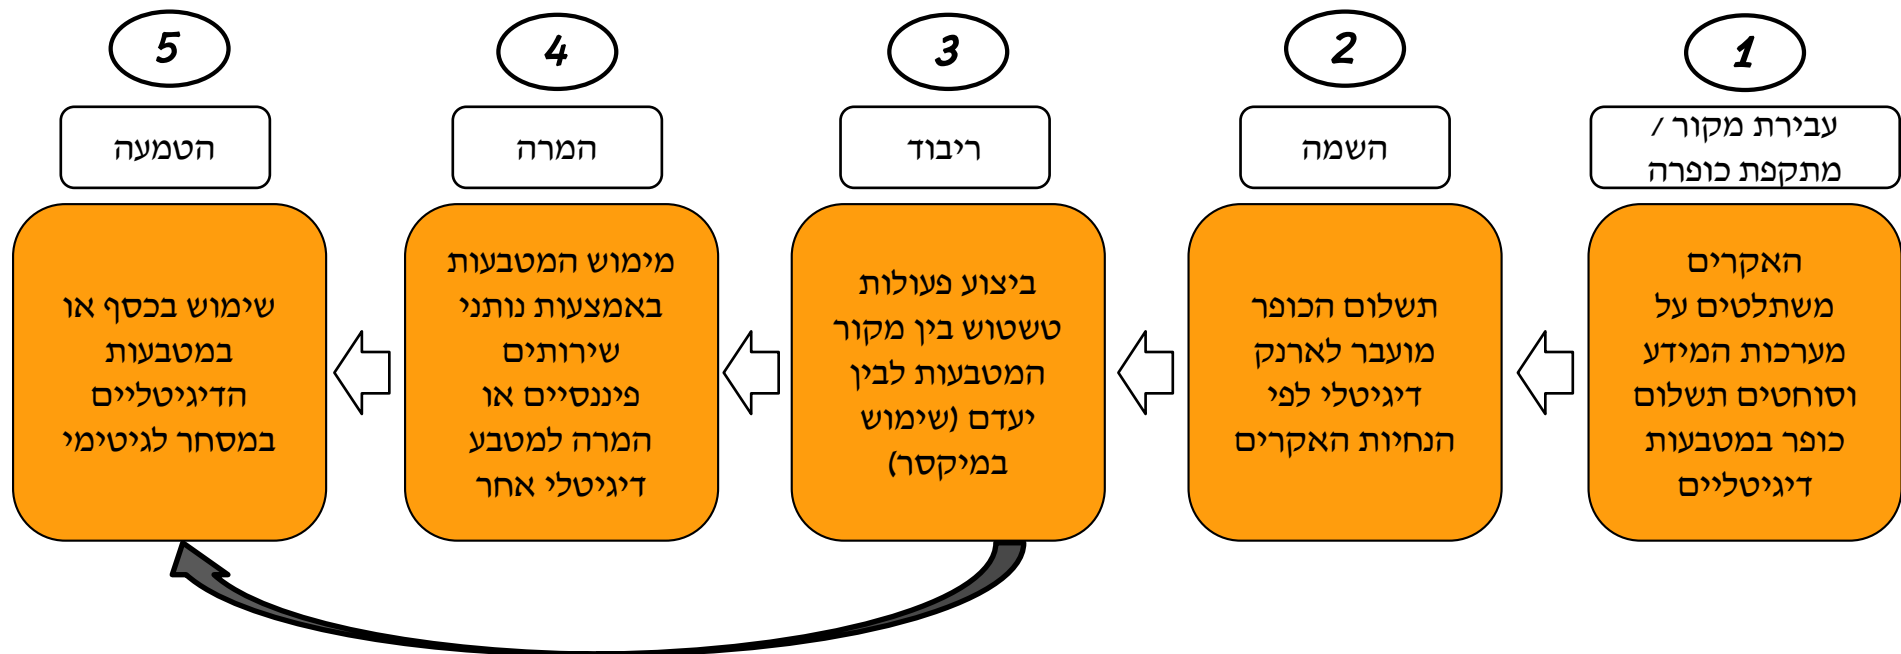 1
עבירת מקור /
מתקפת כופרה
האקרים
משתלטים על
מערכות המידע
וסוחטים תשלום
כופר במטבעות
דיגיטליים
2
השמה
תשלום הכופר
מועבר לארנק
דיגיטלי לפי
הנחיות האקרים
3
ריבוד
ביצוע פעולות
טשטוש בין מקור
המטבעות לבין
יעדם (שימוש
במיקסר)
4
המרה
מימוש המטבעות
באמצעות נותני
שירותים
פיננסיים או
המרה למטבע
דיגיטלי אחר
5
הטמעה
שימוש בכסף או
במטבעות
הדיגיטליים
במסחר לגיטימי